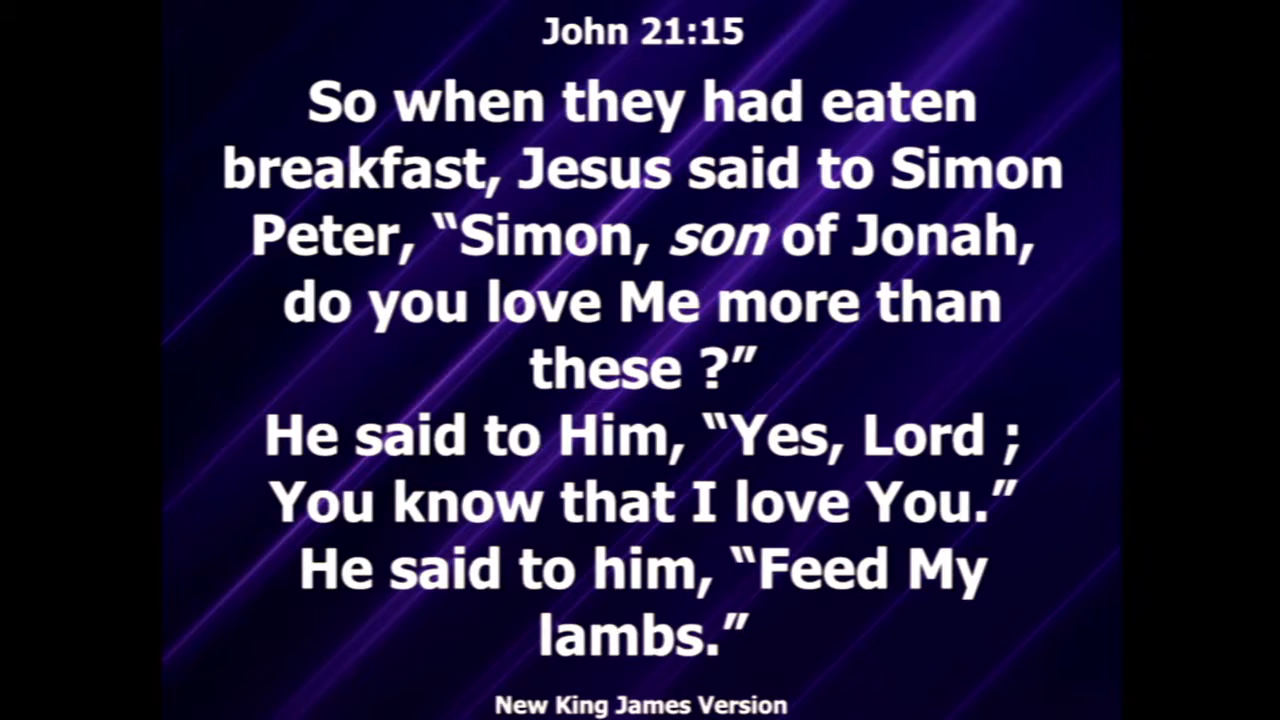 John 21:15
So when they had eaten
breakfast, Jesus said to Simon
Peter, “Simon, son of Jonah,
do you love Me more than
these ?”
He said to Him, “Yes, Lord ;
You know that I love You.”
He said to him, “Feed My
lambs.”
New King James Version